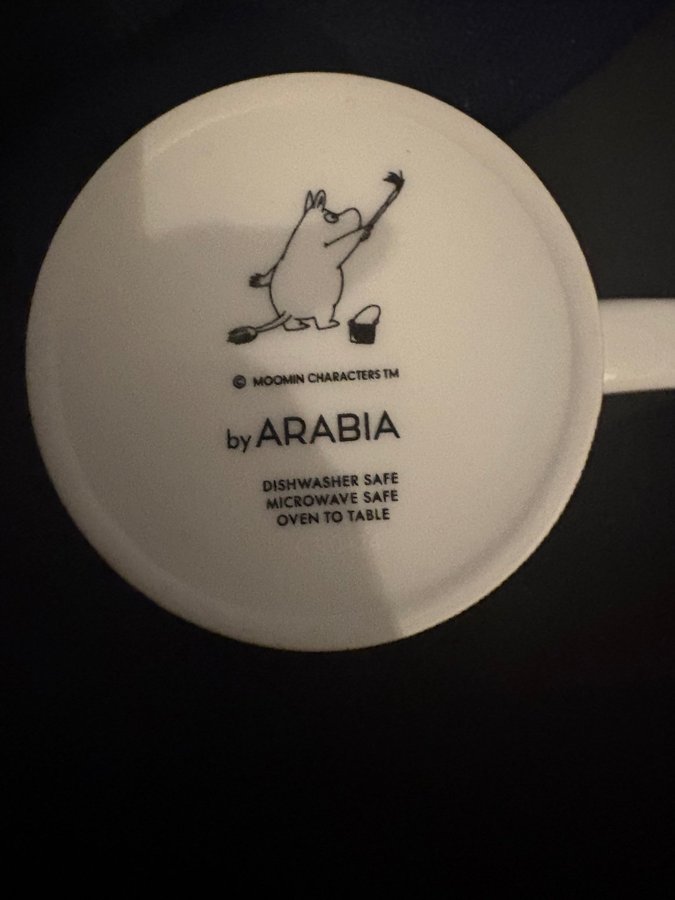 © MOOMIN CHARACTERS TM
by ARABIA
DISHWASHER SAFE
MICROWAVE SAFE
OVEN TO TABLE